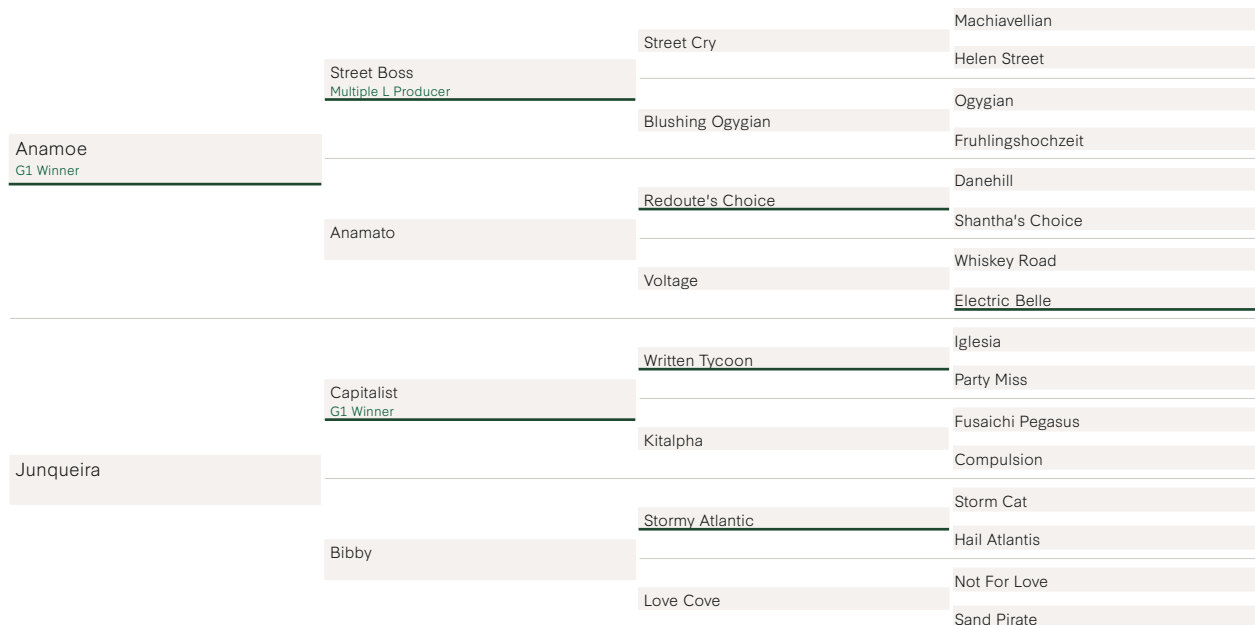 Anamoe
G1 Winner
Junqueira
Street Boss
Multiple L Producer
Anamato
Capitalist
G1 Winner
Bibby
Street Cry
Blushing Ogygian
Redoute's Choice
Voltage
Written Tycoon
Kitalpha
Stormy Atlantic
Love Cove
Machiavellian
Helen Street
Ogygian
Fruhlingshochzeit
Danehill
Shantha's Choice
Whiskey Road
Electric Belle
Iglesia
Party Miss
Fusaichi Pegasus
Compulsion
Storm Cat
Hail Atlantis
Not For Love
Sand Pirate